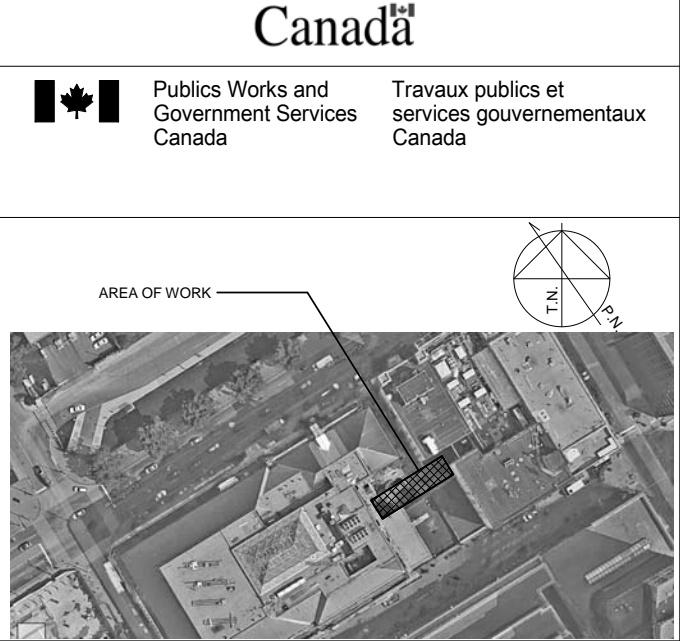 Canada
Publics Works and
Government Services
Canada
Travaux publics et
services gouvernementaux
Canada
AREA OF WORK
T.N.
P.N.